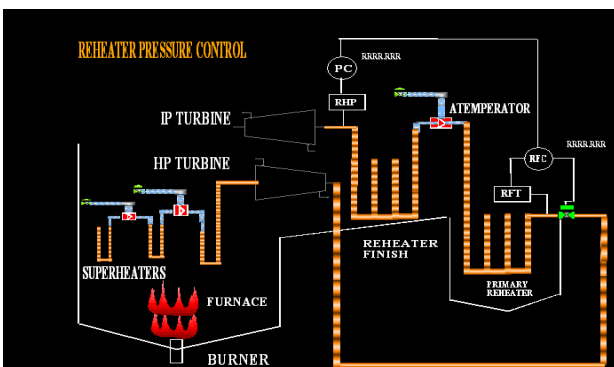 REHEATER PRESSURE CONTROL
PC
RRRR.RRR
RHP
ATEMPERATOR
IP TURBINE
HP TURBINE
RRRR.RRR
RFC
RFT
REHEATER
FINISH
SUPERHEATERS
PRIMARY
REHEATER
FURNACE
BURNER